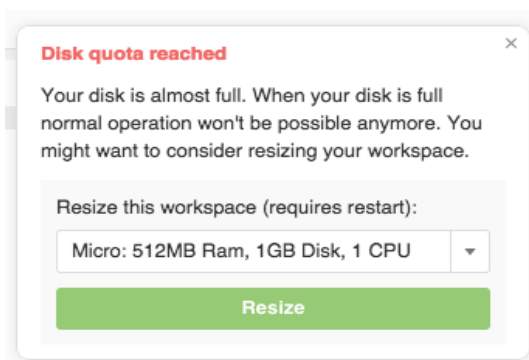 Disk quota reached
Your disk is almost full. When your disk is full
normal operation won't be possible anymore. You
might want to consider resizing your workspace.
Resize this workspace (requires restart):
Micro: 512MB Ram, 1GB Disk, 1 CPU
Resize